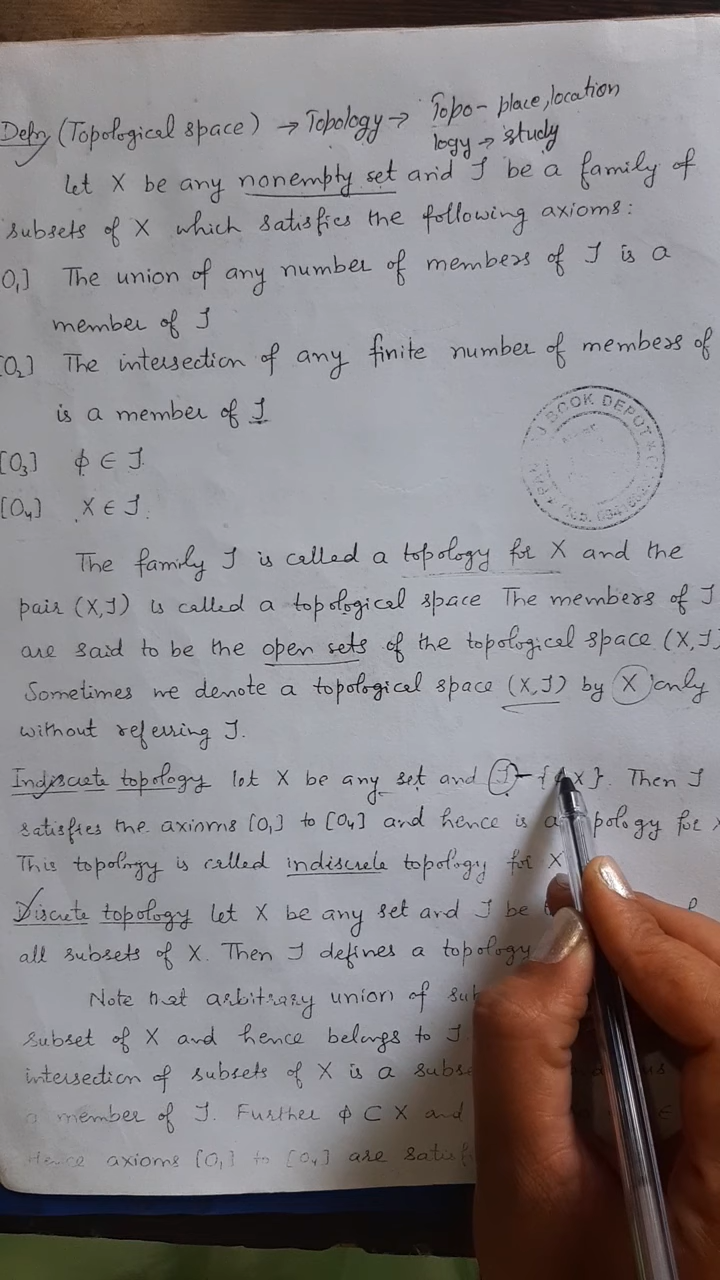 Defn (Topological space) → Topology → Topo - place, location
logy → study
Let X be any nonempty set and J be a family of
subsets of X which satisfies the following axioms:
O1] The union of any number of members of J is a
member of J
[O2] The intersection of any finite number of members of
is a member of J
[O3] ϕ ∈ J
[O4] X ∈ J.
The family J is called a topology for X and the
pair (X, J) is called a topological space The members of J
are said to be the open sets of the topological space (X, J)
Sometimes we denote a topological space (X, J) by X only
without referring J.
Indiscrete topology let X be any set and J = { X}. Then J
satisfies the axioms [O1] to [O4] and hence is a pology for
This topology is called indiscrete topology for X
Discrete topology let X be any set and J be
all subsets of X. Then J defines a topology
Note that arbitrary union of sub
subset of X and hence belongs to J
intersection of subsets of X is a subse
a member of J. Further ϕ ⊂ X and ∈
Hence axioms [O1] to [O4] are satisf
BOOK DEPOT